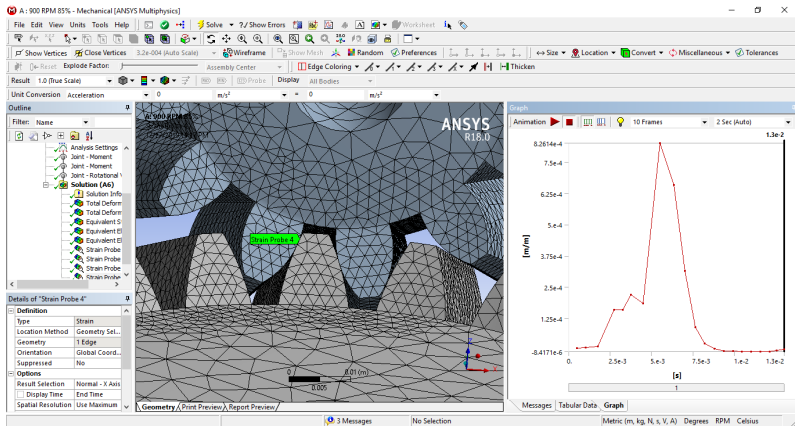 A : 900 RPM 85% - Mechanical [ANSYS Multiphysics]
File Edit View Units Tools Help Solve ?/ Show Errors Worksheet
Show Vertices Close Vertices 3.2e-004 (Auto Scale) Wireframe Show Mesh Random Preferences Size Location Convert Miscellaneous Tolerances
Reset Explode Factor: Assembly Center Edge Coloring Thicken
Result 1.0 (True Scale) Probe Display All Bodies
Unit Conversion Acceleration 0 m/s² = 0 m/s²
Outline
Filter: Name
Analysis Settings
Joint - Moment
Joint - Moment
Joint - Rotational
Solution (A6)
Solution Info
Total Deform
Total Deform
Equivalent S
Equivalent El
Equivalent El
Strain Probe
Strain Probe
Strain Probe
Strain Probe
Details of "Strain Probe 4"
Definition
Type Strain
Location Method Geometry Sel...
Geometry 1 Edge
Orientation Global Coord...
Suppressed No
Options
Result Selection Normal - X Axis
Display Time End Time
Spatial Resolution Use Maximum
A: 900 RPM 85%
ANSYS
R18.0
Strain Probe 4
0 0.01 (m)
0.005
X
Geometry Print Preview Report Preview
Graph
Animation 10 Frames 2 Sec (Auto)
1.3e-2
8.2614e-4
7.5e-4
6.25e-4
5.e-4
[m/m]
3.75e-4
2.5e-4
1.25e-4
-8.4171e-6
0. 2.5e-3 5.e-3 7.5e-3 1.e-2 1.3e-2
[s]
1
Messages Tabular Data Graph
3 Messages No Selection Metric (m, kg, N, s, V, A) Degrees RPM Celsius